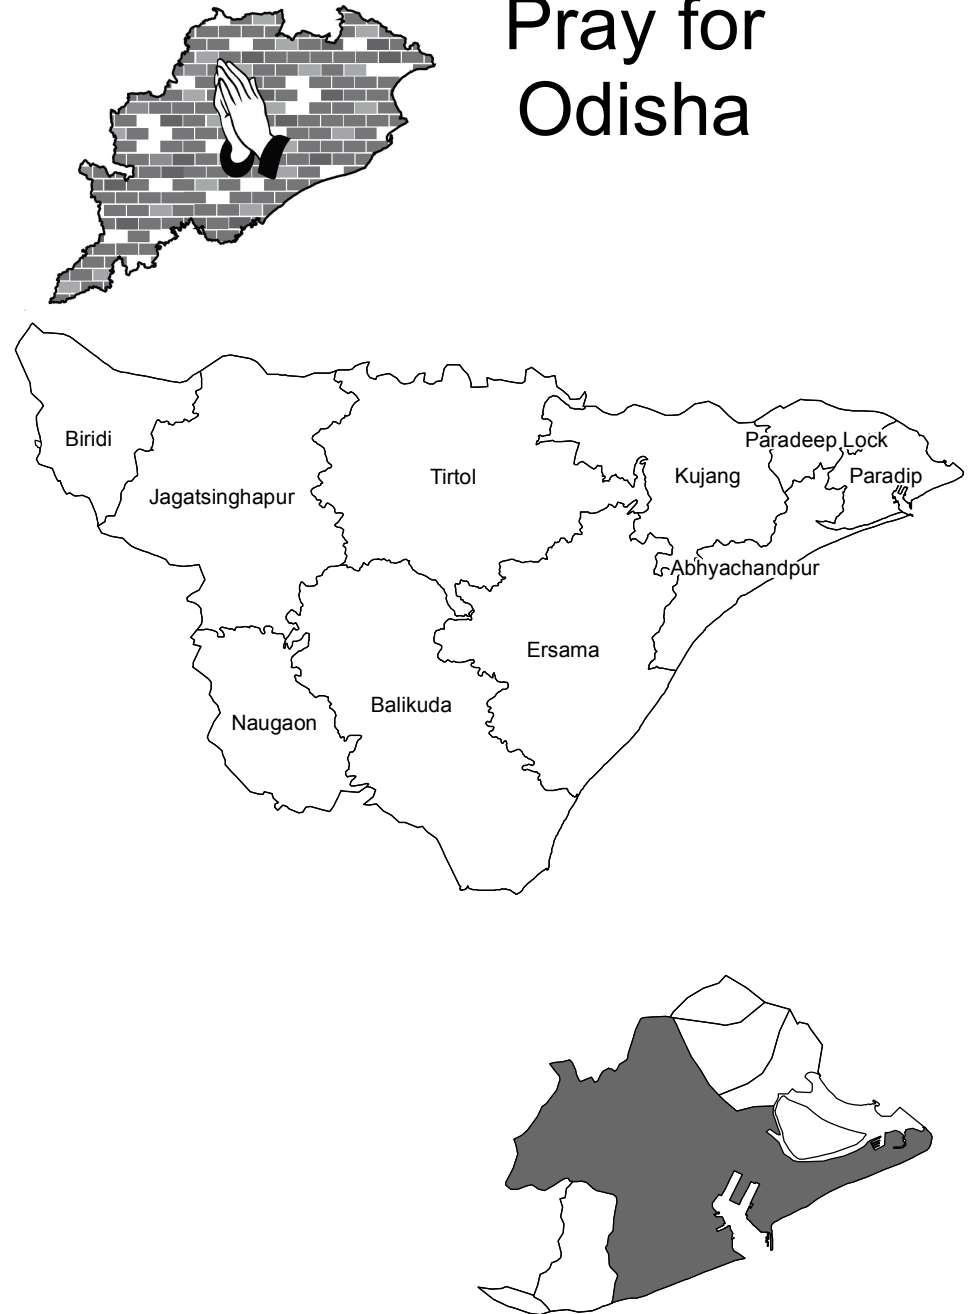 Pray for
Odisha
Biridi
Paradeep Lock
Tirtol
Kujang
Paradip
Jagatsinghapur
Abhyachandpur
Ersama
Balikuda
Naugaon